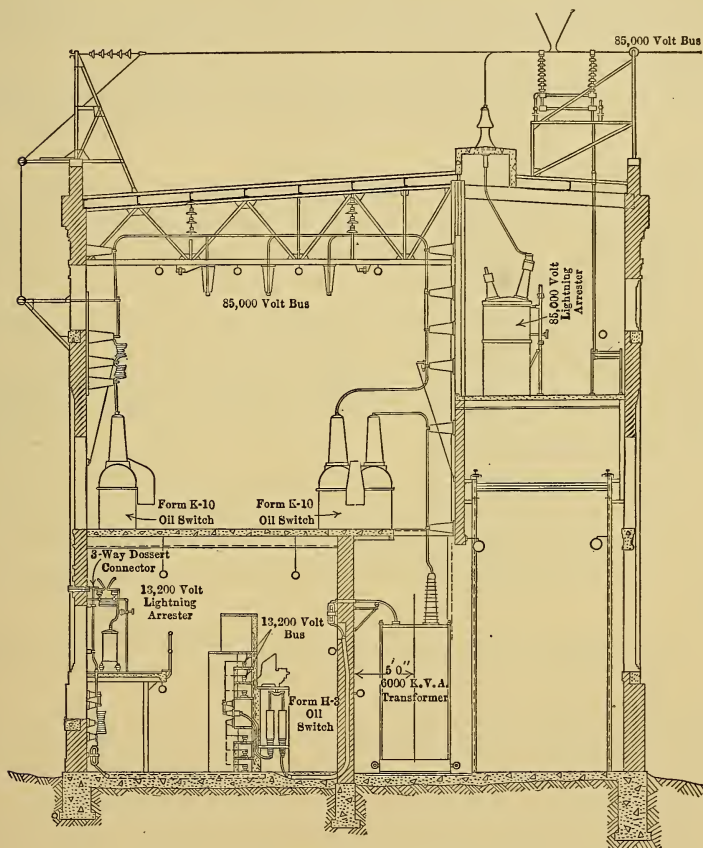 85,000 Volt Bus
85,000 Volt Bus
85,000 Volt
Lightning
Arrester
Form K-10
Oil Switch
Form K-10
Oil Switch
3-Way Dossert
Connector
13,200 Volt
Lightning
Arrester
13,200 Volt
Bus
Form H-3
Oil
Switch
5'0"
6000 K.V.A.
Transformer